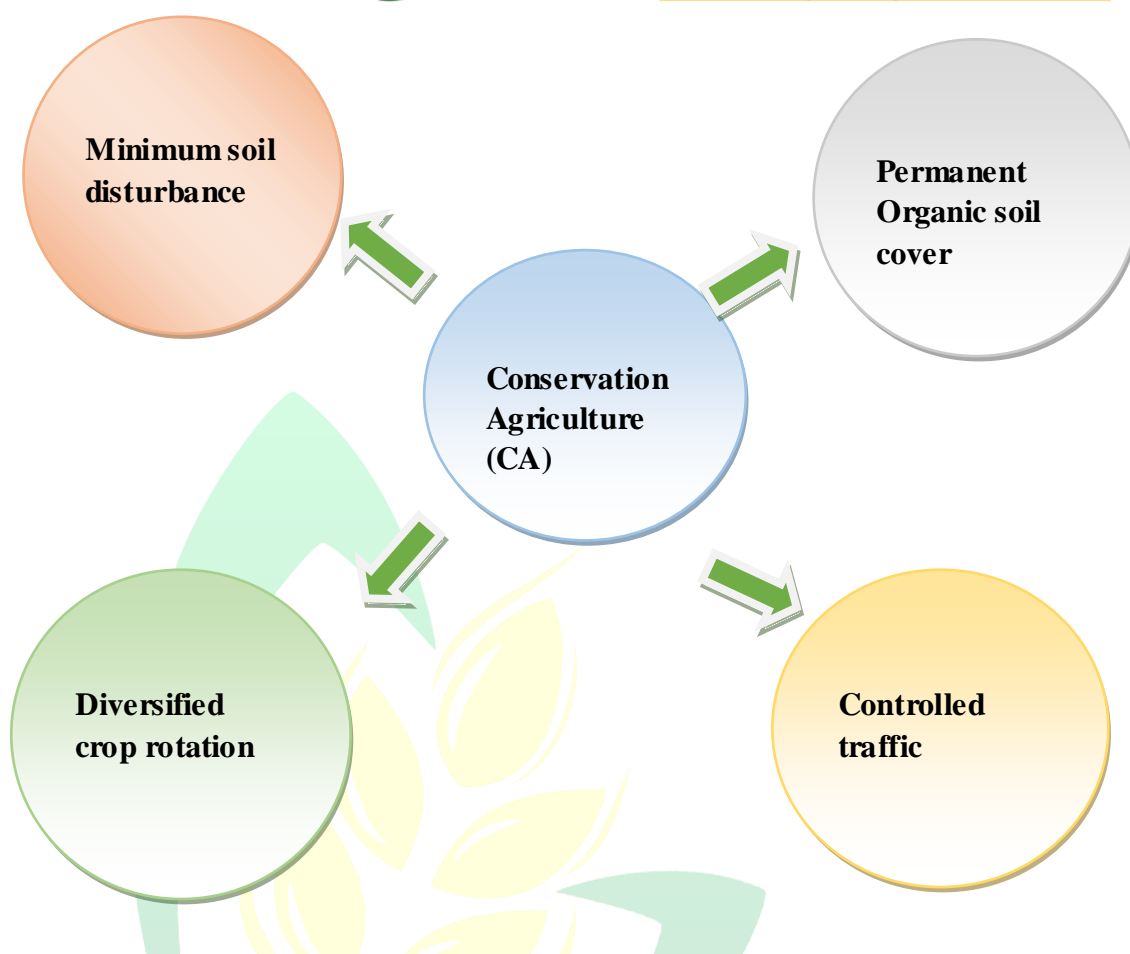 Minimum soil
disturbance
Permanent
Organic soil
cover
Conservation
Agriculture
(CA)
Diversified
crop rotation
Controlled
traffic